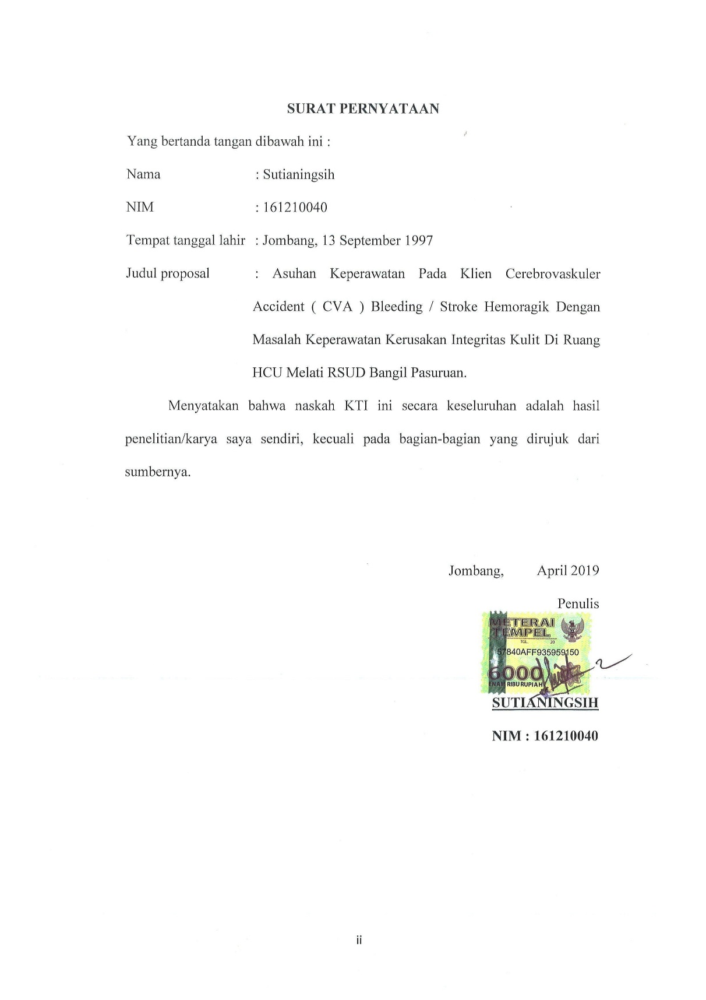 SURAT PERNYATAAN
Yang bertanda tangan dibawah ini :
Nama : Sutianingsih
NIM : 161210040
Tempat tanggal lahir : Jombang, 13 September 1997
Judul proposal : Asuhan Keperawatan Pada Klien Cerebrovaskuler
Accident ( CVA ) Bleeding / Stroke Hemoragik Dengan
Masalah Keperawatan Kerusakan Integritas Kulit Di Ruang
HCU Melati RSUD Bangil Pasuruan.
Menyatakan bahwa naskah KTI ini secara keseluruhan adalah hasil
penelitian/karya saya sendiri, kecuali pada bagian-bagian yang dirujuk dari
sumbernya.
Jombang, April 2019
Penulis
METERAI
TEMPEL
TGL. 20
57840AFF935959150
6000
ENAM RIBU RUPIAH
SUTIANINGSIH
NIM : 161210040
ii